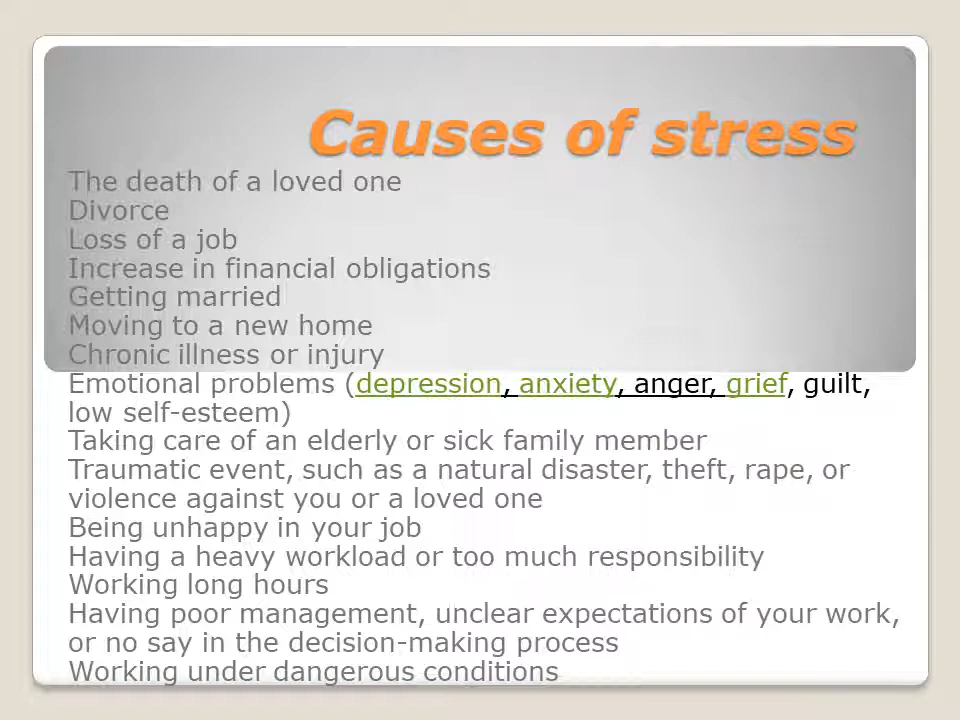 Causes of stress
The death of a loved one
Divorce
Loss of a job
Increase in financial obligations
Getting married
Moving to a new home
Chronic illness or injury
Emotional problems (depression, anxiety, anger, grief, guilt,
low self-esteem)
Taking care of an elderly or sick family member
Traumatic event, such as a natural disaster, theft, rape, or
violence against you or a loved one
Being unhappy in your job
Having a heavy workload or too much responsibility
Working long hours
Having poor management, unclear expectations of your work,
or no say in the decision-making process
Working under dangerous conditions